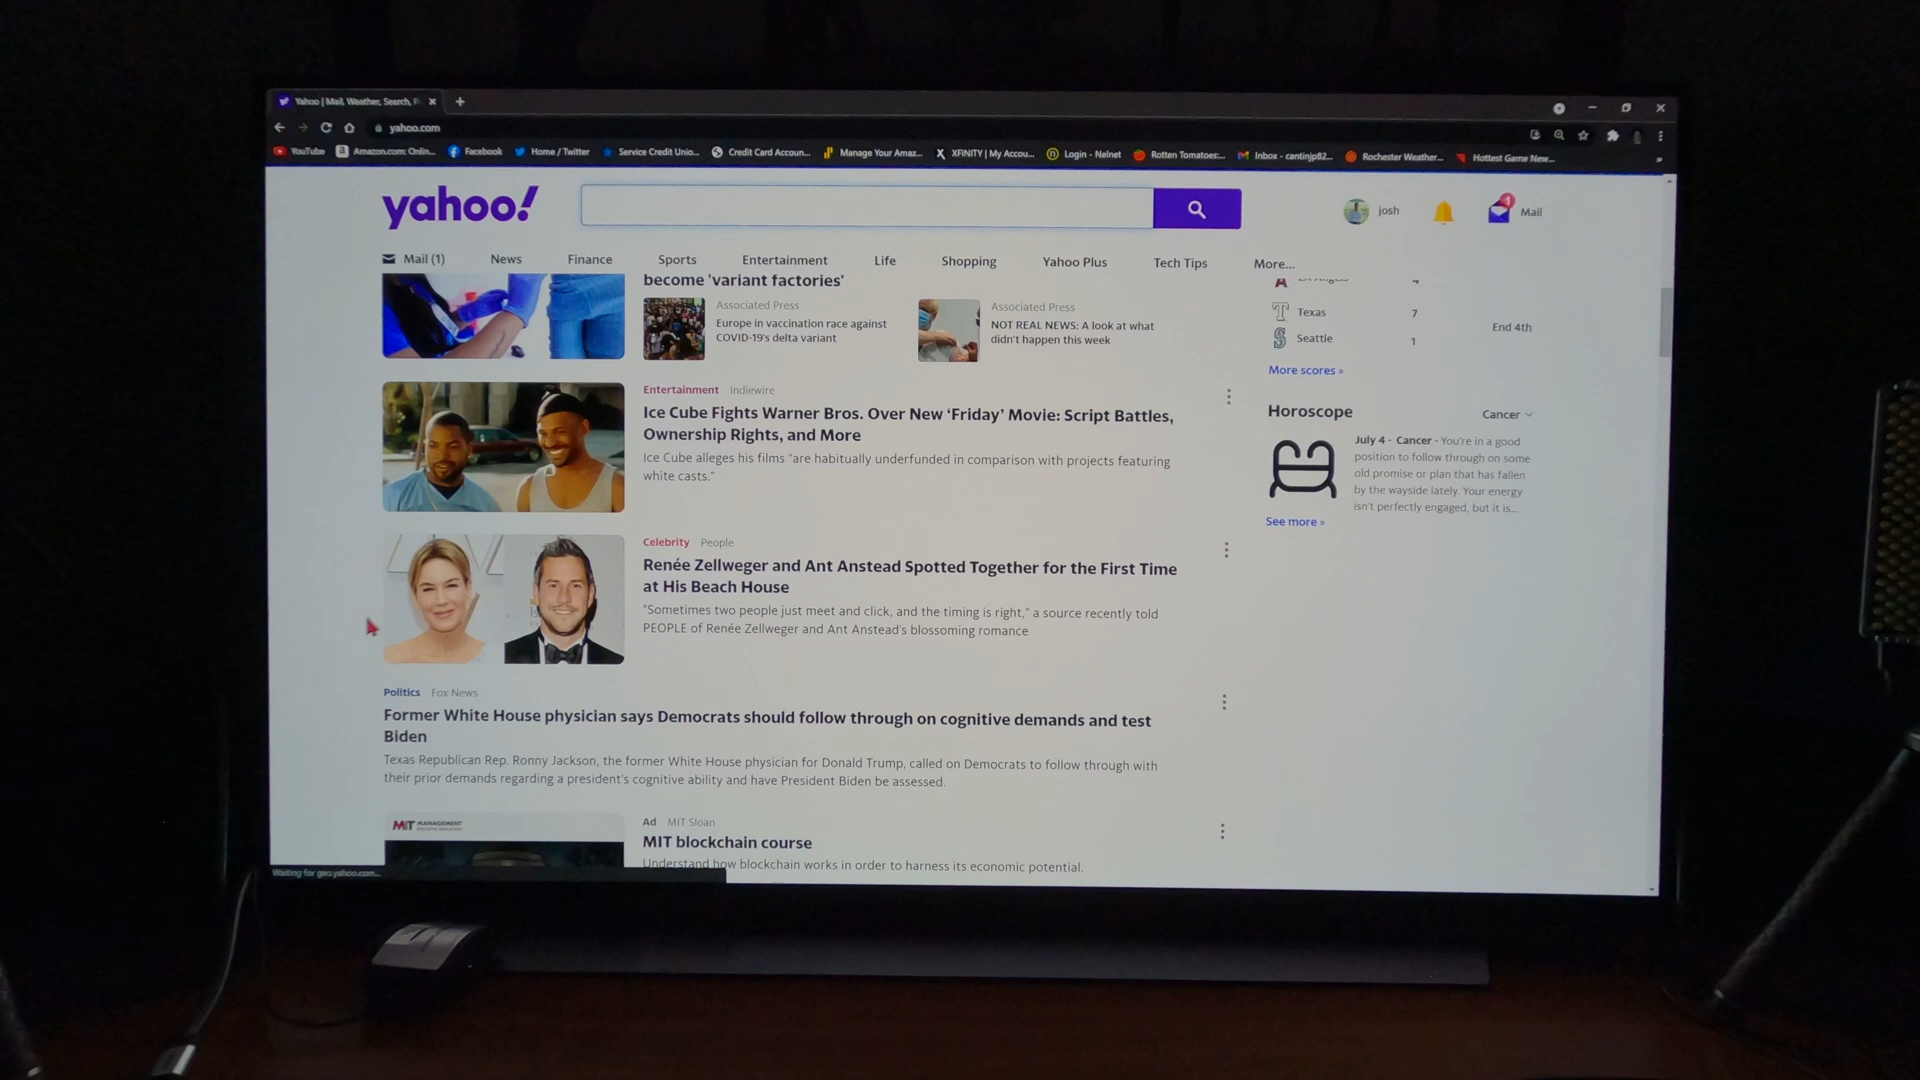 Yahoo | Mail, Weather, Search, P
yahoo.com
YouTube
Amazon.com: Onlin...
Facebook
Home / Twitter
Service Credit Unio...
Credit Card Accoun...
Manage Your Amaz...
XFINITY | My Accou...
Login - Nelnet
Rotten Tomatoes:...
Inbox - cantinjp82...
Rochester Weather...
Hottest Game New...
yahoo!
josh
1
Mail
Mail (1)
News
Finance
Sports
Entertainment
Life
Shopping
Yahoo Plus
Tech Tips
More...
become 'variant factories'
Associated Press
Europe in vaccination race against
COVID-19's delta variant
Associated Press
NOT REAL NEWS: A look at what
didn't happen this week
Texas 7
End 4th
Seattle 1
More scores »
Entertainment Indiewire
Ice Cube Fights Warner Bros. Over New ‘Friday’ Movie: Script Battles,
Ownership Rights, and More
Ice Cube alleges his films "are habitually underfunded in comparison with projects featuring
white casts."
Horoscope
Cancer
July 4 - Cancer - You're in a good
position to follow through on some
old promise or plan that has fallen
by the wayside lately. Your energy
isn't perfectly engaged, but it is...
See more »
Celebrity People
Renée Zellweger and Ant Anstead Spotted Together for the First Time
at His Beach House
"Sometimes two people just meet and click, and the timing is right," a source recently told
PEOPLE of Renée Zellweger and Ant Anstead's blossoming romance
Politics Fox News
Former White House physician says Democrats should follow through on cognitive demands and test
Biden
Texas Republican Rep. Ronny Jackson, the former White House physician for Donald Trump, called on Democrats to follow through with
their prior demands regarding a president's cognitive ability and have President Biden be assessed.
MIT MANAGEMENT
Ad MIT Sloan
MIT blockchain course
Understand how blockchain works in order to harness its economic potential.
Waiting for geo.yahoo.com...